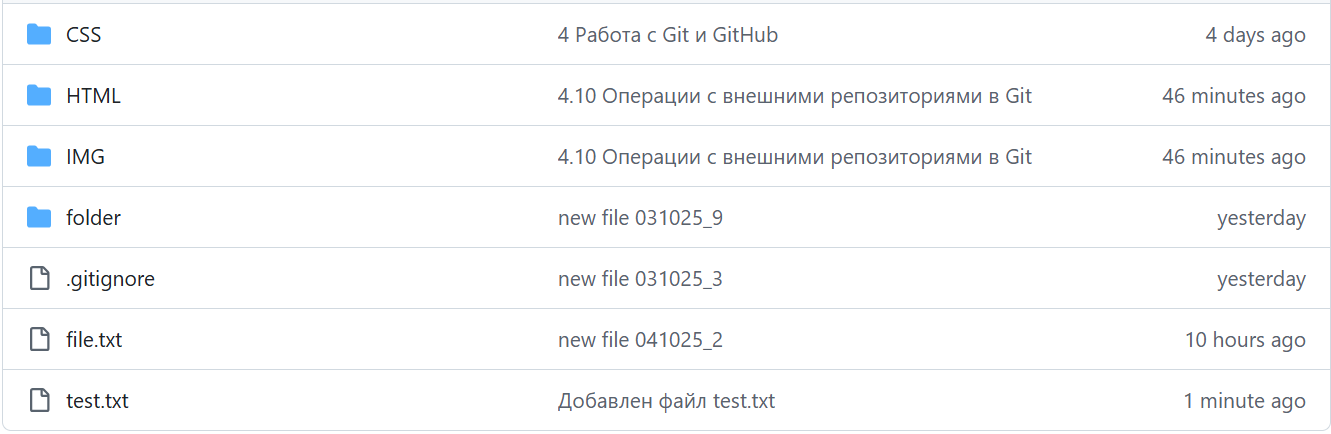 CSS 4 Работа с Git и GitHub 4 days ago
HTML 4.10 Операции с внешними репозиториями в Git 46 minutes ago
IMG 4.10 Операции с внешними репозиториями в Git 46 minutes ago
folder new file 031025_9 yesterday
.gitignore new file 031025_3 yesterday
file.txt new file 041025_2 10 hours ago
test.txt Добавлен файл test.txt 1 minute ago